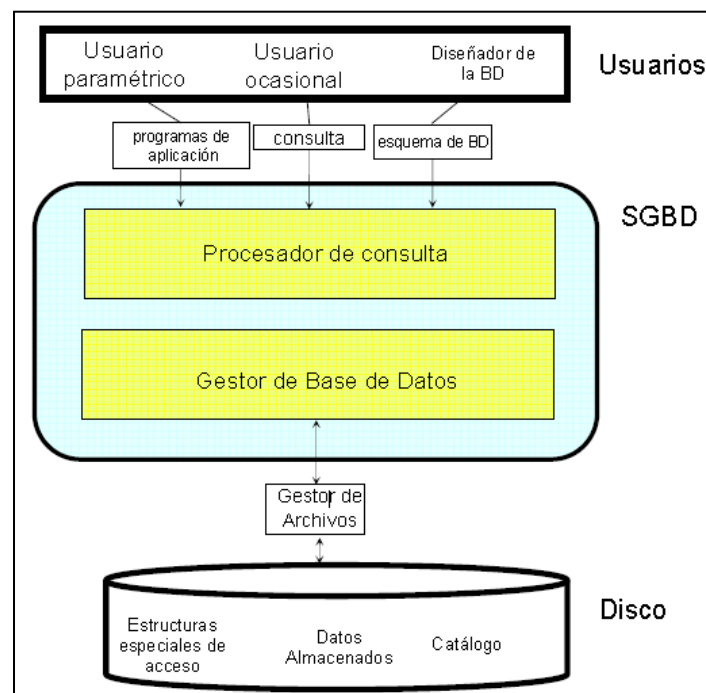 Usuario
paramétrico
Usuario
ocasional
Diseñador de
la BD
Usuarios
programas de
aplicación
consulta
esquema de BD
SGBD
Procesador de consulta
Gestor de Base de Datos
Gestor de
Archivos
Disco
Estructuras
especiales de
acceso
Datos
Almacenados
Catálogo